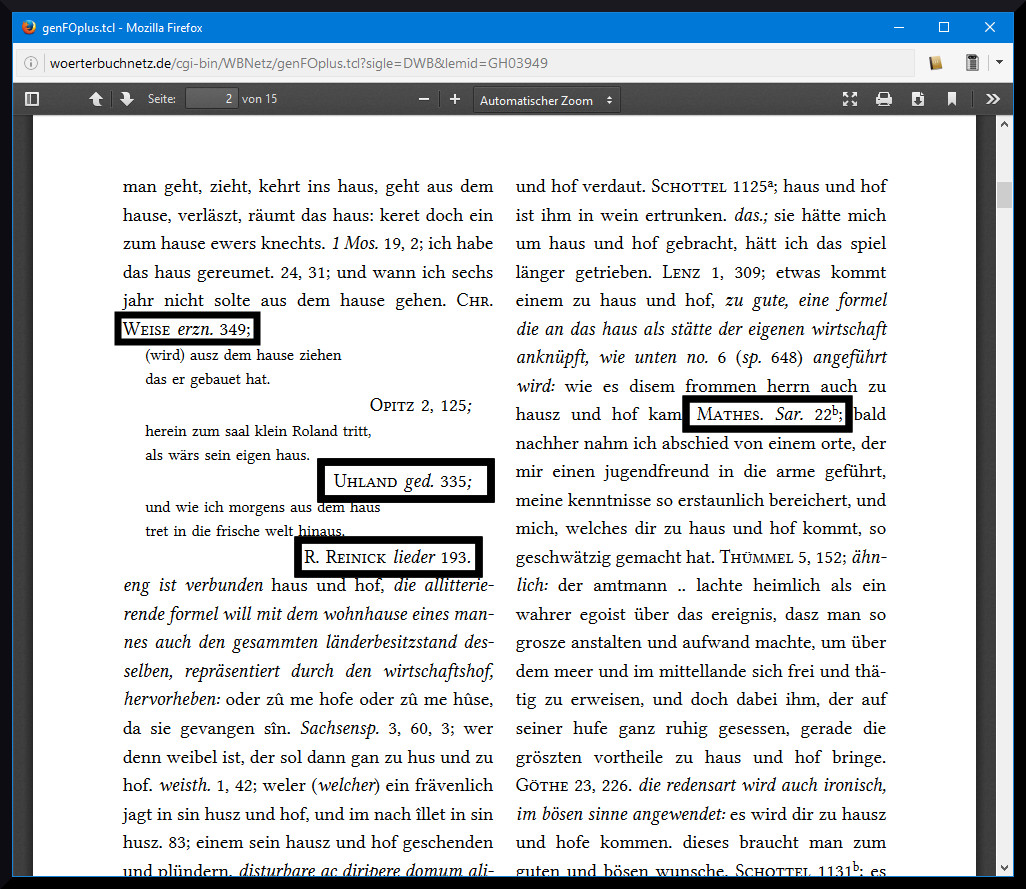 genFOplus.tcl - Mozilla Firefox
woerterbuchnetz.de/cgi-bin/WBNetz/genFOplus.tcl?sigle=DWB&lemid=GH03949
Seite: 2 von 15 Automatischer Zoom
man geht, zieht, kehrt ins haus, geht aus dem
hause, verläszt, räumt das haus: keret doch ein
zum hause ewers knechts. 1 Mos. 19, 2; ich habe
das haus gereumet. 24, 31; und wann ich sechs
jahr nicht solte aus dem hause gehen. Chr.
Weise erzn. 349;
(wird) ausz dem hause ziehen
das er gebauet hat.
Opitz 2, 125;
herein zum saal klein Roland tritt,
als wärs sein eigen haus.
Uhland ged. 335;
und wie ich morgens aus dem haus
tret in die frische welt hinaus.
R. Reinick lieder 193.
eng ist verbunden haus und hof, die allitterie-
rende formel will mit dem wohnhause eines man-
nes auch den gesammten länderbesitzstand des-
selben, repräsentiert durch den wirtschaftshof,
hervorheben: oder zû me hofe oder zû me hûse,
da sie gevangen sîn. Sachsensp. 3, 60, 3; wer
denn weibel ist, der sol dann gan zu hus und zu
hof. weisth. 1, 42; weler (welcher) ein frävenlich
jagt in sin husz und hof, und im nach îllet in sin
husz. 83; einem sein hausz und hof geschenden
und plündern, disturbare ac diripere domum ali-
und hof verdaut. Schottel 1125ᵃ; haus und hof
ist ihm in wein ertrunken. das.; sie hätte mich
um haus und hof gebracht, hätt ich das spiel
länger getrieben. Lenz 1, 309; etwas kommt
einem zu haus und hof, zu gute, eine formel
die an das haus als stätte der eigenen wirtschaft
anknüpft, wie unten no. 6 (sp. 648) angeführt
wird: wie es disem frommen herrn auch zu
hausz und hof kam Mathes. Sar. 22ᵇ; bald
nachher nahm ich abschied von einem orte, der
mir einen jugendfreund in die arme geführt,
meine kenntnisse so erstaunlich bereichert, und
mich, welches dir zu haus und hof kommt, so
geschwätzig gemacht hat. Thümmel 5, 152; ähn-
lich: der amtmann .. lachte heimlich als ein
wahrer egoist über das ereignis, dasz man so
grosze anstalten und aufwand machte, um über
dem meer und im mittellande sich frei und thä-
tig zu erweisen, und doch dabei ihm, der auf
seiner hufe ganz ruhig gesessen, gerade die
gröszten vortheile zu haus und hof bringe.
Göthe 23, 226. die redensart wird auch ironisch,
im bösen sinne angewendet: es wird dir zu hausz
und hofe kommen. dieses braucht man zum
guten und bösen wunsche. Schottel 1131ᵇ; es